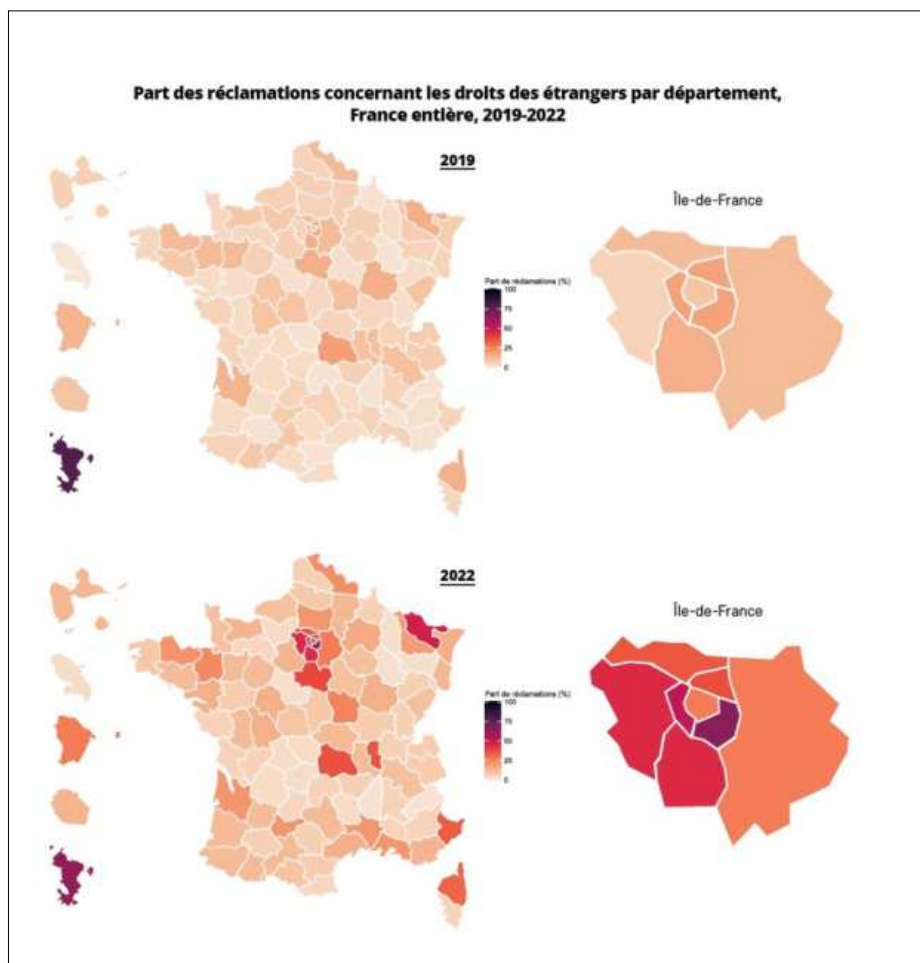 Part des réclamations concernant les droits des étrangers par département,
France entière, 2019-2022
2019
Île-de-France
Part de réclamations (%)
100
75
50
25
0
2022
Île-de-France
Part de réclamations (%)
100
75
50
25
0